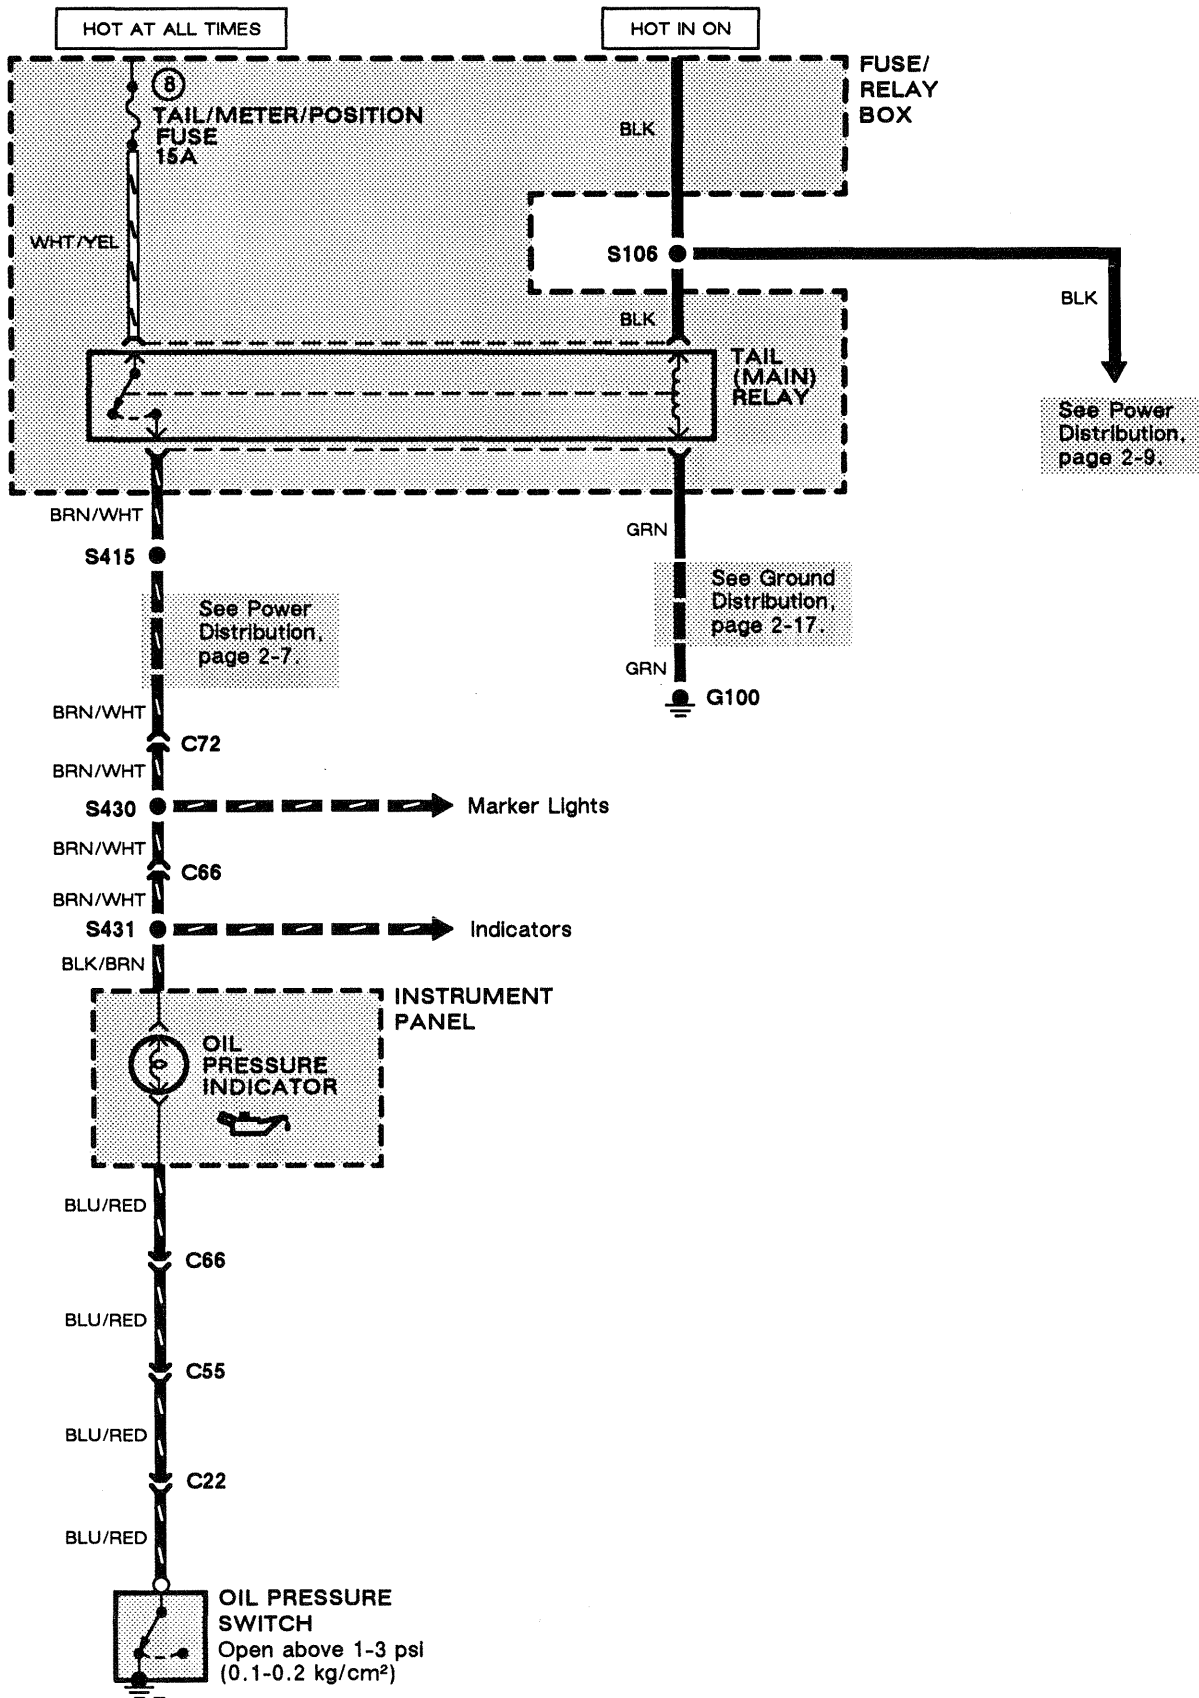 HOT AT ALL TIMES
HOT IN ON
8
TAIL/METER/POSITION
FUSE
15A
FUSE/
RELAY
BOX
BLK
WHT/YEL
S106
BLK
BLK
TAIL
(MAIN)
RELAY
See Power
Distribution,
page 2-9.
BRN/WHT
S415
GRN
See Ground
Distribution,
page 2-17.
See Power
Distribution,
page 2-7.
GRN
G100
BRN/WHT
C72
BRN/WHT
S430
Marker Lights
BRN/WHT
C66
BRN/WHT
S431
Indicators
BLK/BRN
INSTRUMENT
PANEL
OIL
PRESSURE
INDICATOR
BLU/RED
C66
BLU/RED
C55
BLU/RED
C22
BLU/RED
OIL PRESSURE
SWITCH
Open above 1-3 psi
(0.1-0.2 kg/cm²)